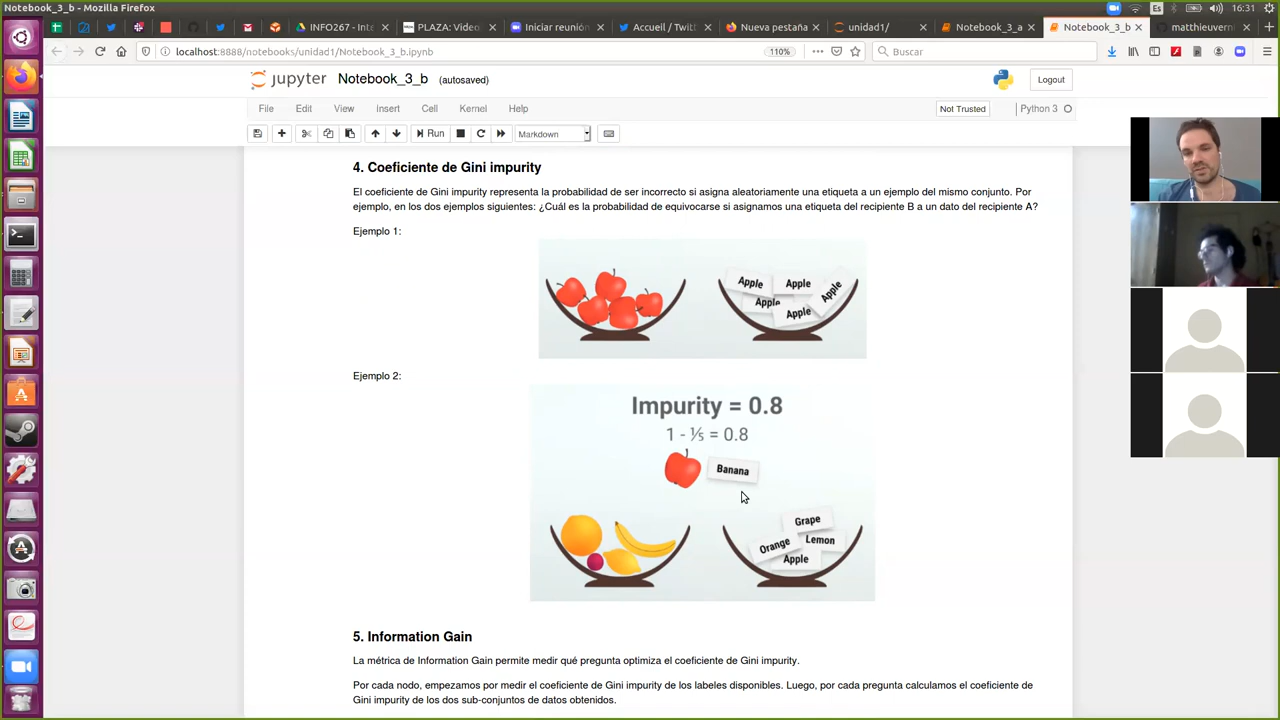 Notebook_3_b - Mozilla Firefox
Es
16:31
INFO267 - Inte
IN: Vídeo
Iniciar reunión
Accueil / Twitt
Nueva pestaña
unidad1/
Notebook_3_a
Notebook_3_b
matthieuverni
localhost:8888/notebooks/unidad1/Notebook_3_b.ipynb
110%
Buscar
jupyter
Notebook_3_b
(autosaved)
Logout
File
Edit
View
Insert
Cell
Kernel
Help
Not Trusted
Python 3
Run
Markdown
4. Coeficiente de Gini impurity
El coeficiente de Gini impurity representa la probabilidad de ser incorrecto si asigna aleatoriamente una etiqueta a un ejemplo del mismo conjunto. Por
ejemplo, en los dos ejemplos siguientes: ¿Cuál es la probabilidad de equivocarse si asignamos una etiqueta del recipiente B a un dato del recipiente A?
Ejemplo 1:
Apple
Apple
Apple
Apple
Apple
Ejemplo 2:
Impurity = 0.8
1 - ⅕ = 0.8
Banana
Grape
Orange
Lemon
Apple
5. Information Gain
La métrica de Information Gain permite medir qué pregunta optimiza el coeficiente de Gini impurity.
Por cada nodo, empezamos por medir el coeficiente de Gini impurity de los labeles disponibles. Luego, por cada pregunta calculamos el coeficiente de
Gini impurity de los dos sub-conjuntos de datos obtenidos.